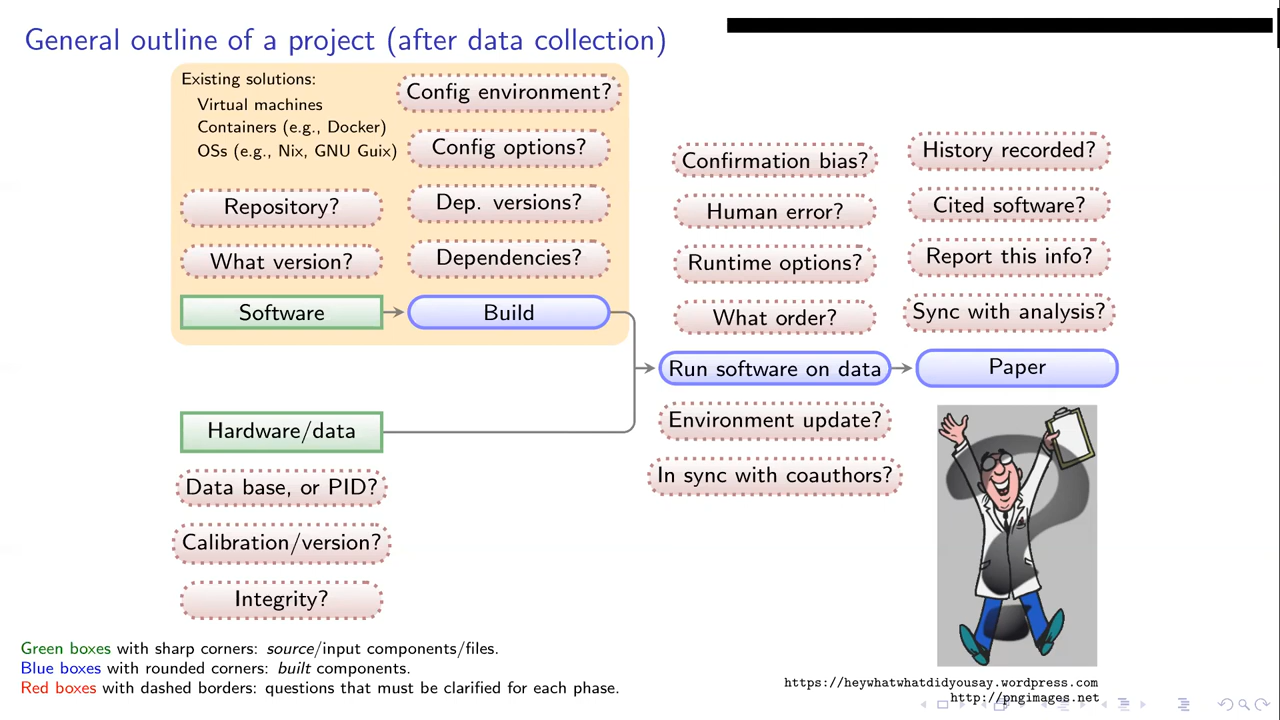 General outline of a project (after data collection)
Existing solutions:
Virtual machines
Containers (e.g., Docker)
OSs (e.g., Nix, GNU Guix)
Config environment?
Config options?
Repository?
Dep. versions?
What version?
Dependencies?
Software
Build
Confirmation bias?
Human error?
Runtime options?
What order?
Run software on data
Environment update?
In sync with coauthors?
History recorded?
Cited software?
Report this info?
Sync with analysis?
Paper
Hardware/data
Data base, or PID?
Calibration/version?
Integrity?
Green boxes with sharp corners: source/input components/files.
Blue boxes with rounded corners: built components.
Red boxes with dashed borders: questions that must be clarified for each phase.
https://heywhatwhatdidyousay.wordpress.com
http://pngimages.net